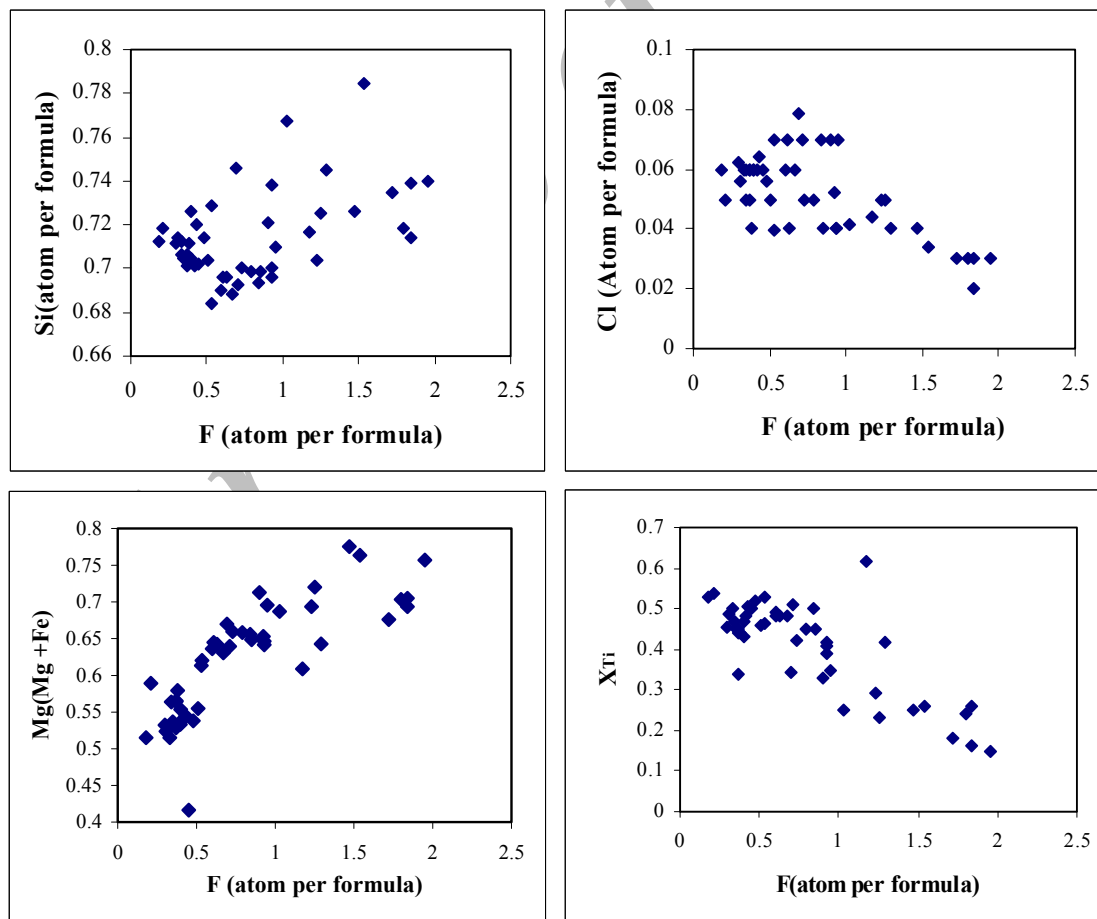 0.8
0.78
0.76
0.74
0.72
0.7
0.68
0.66
Si(atom per formula)
0 0.5 1 1.5 2 2.5
F (atom per formula)
0.1
0.08
0.06
0.04
0.02
0
Cl (Atom per formula)
0 0.5 1 1.5 2 2.5
F (atom per formula)
0.8
0.75
0.7
0.65
0.6
0.55
0.5
0.45
0.4
Mg(Mg +Fe)
0 0.5 1 1.5 2 2.5
F (atom per formula)
0.7
0.6
0.5
0.4
0.3
0.2
0.1
0
XTi
0 0.5 1 1.5 2 2.5
F(atom per formula)